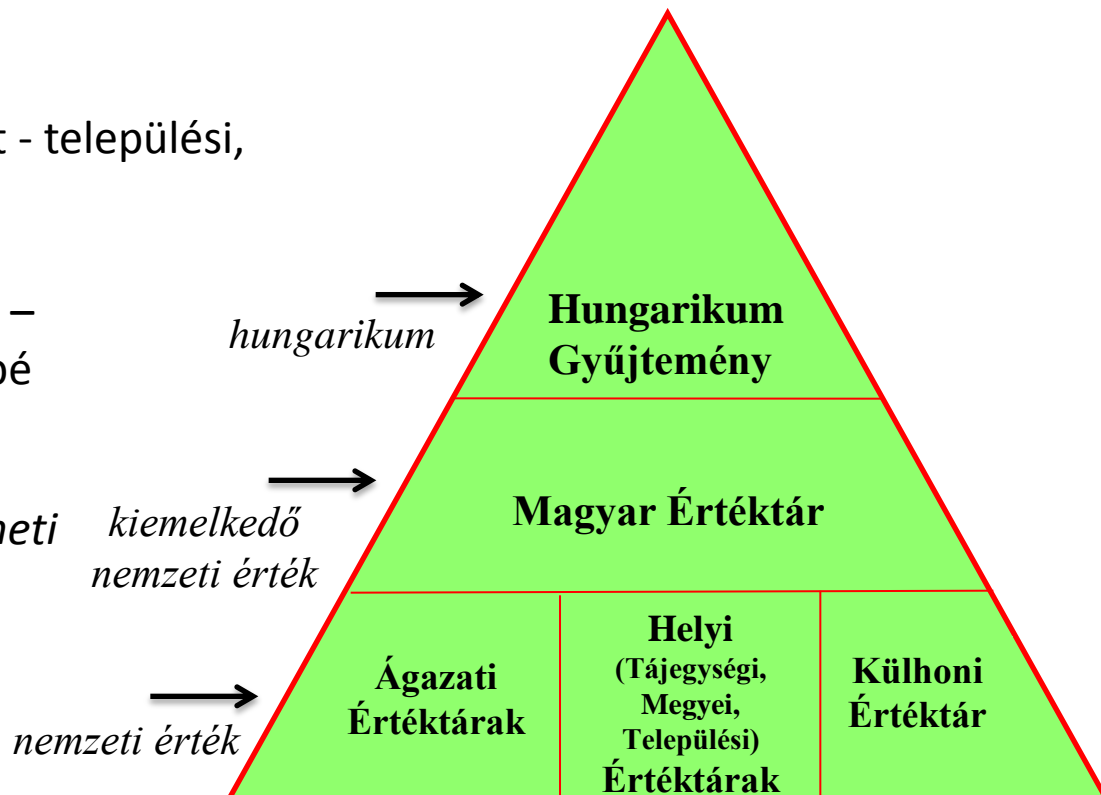 t - települési,
–
bé
neti
hungarikum
Hungarikum
Gyűjtemény
kiemelkedő
nemzeti érték
Magyar Értéktár
nemzeti érték
Ágazati
Értéktárak
Helyi
(Tájegységi,
Megyei,
Települési)
Értéktárak
Külhoni
Értéktár